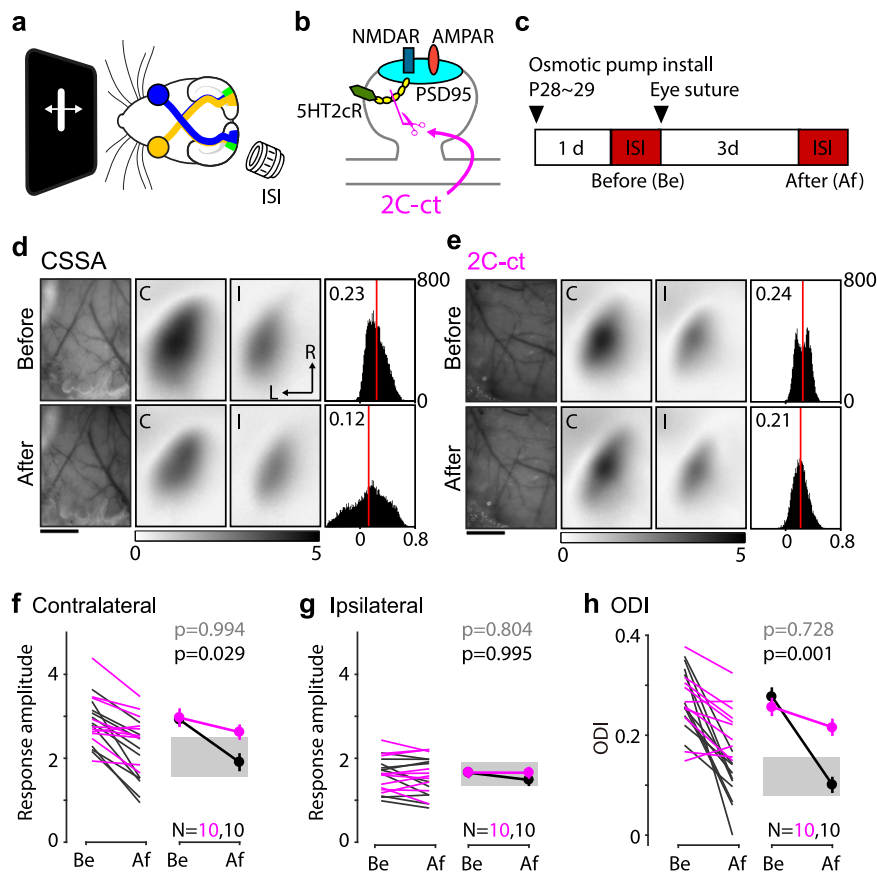 a
ISI
b
NMDAR AMPAR
5HT2cR
PSD95
2C-ct
c
Osmotic pump install
P28~29
Eye suture
1 d
ISI
3d
ISI
Before (Be)
After (Af)
d
CSSA
Before
C
I
R
L
0.23
800
0
After
C
I
0.12
0
5
0
0.8
e
2C-ct
Before
C
I
0.24
800
0
After
C
I
0.21
0
5
0
0.8
f Contralateral
p=0.994
p=0.029
Response amplitude
4
2
0
N=10,10
Be
Af
Be
Af
g Ipsilateral
p=0.804
p=0.995
Response amplitude
4
2
0
N=10,10
Be
Af
Be
Af
h ODI
p=0.728
p=0.001
ODI
0.4
0.2
0
N=10,10
Be
Af
Be
Af